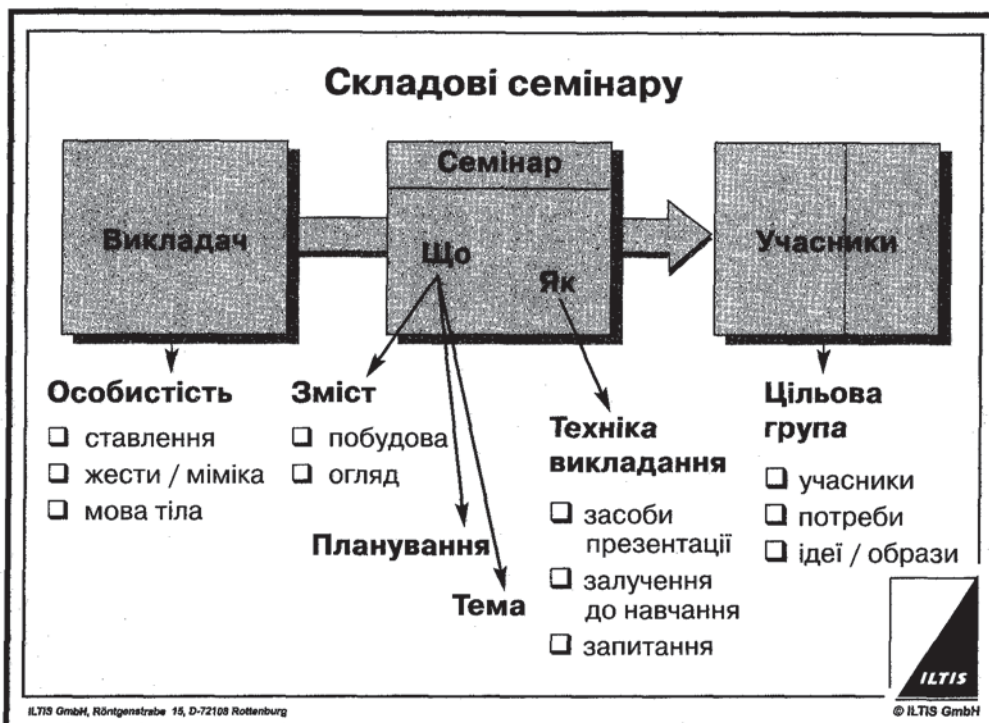 Складові семінару
Викладач
Семінар
Що
Як
Учасники
Особистість
❑ ставлення
❑ жести / міміка
❑ мова тіла
Зміст
❑ побудова
❑ огляд
Планування
Тема
Техніка
викладання
❑ засоби
презентації
❑ залучення
до навчання
❑ запитання
Цільова
група
❑ учасники
❑ потреби
❑ ідеї / образи
ILTIS
ILTIS GmbH, Röntgenstrabe 15, D-72108 Rottenburg
© ILTIS GmbH